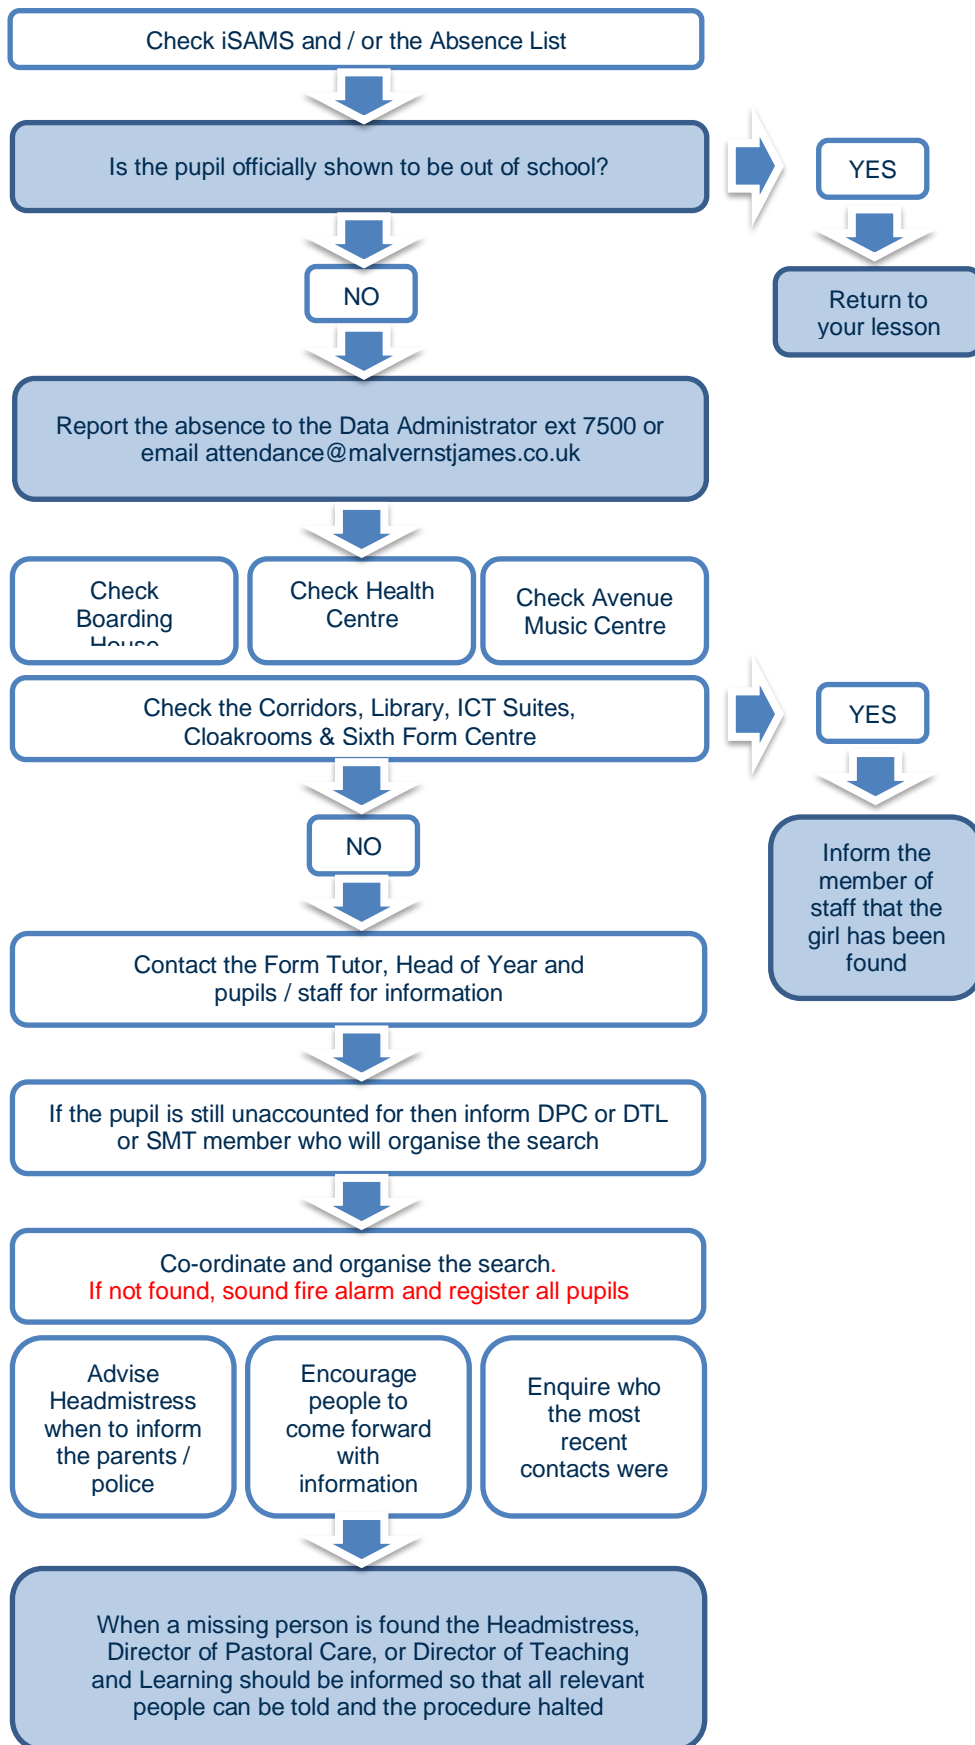 Check iSAMS and / or the Absence List
Is the pupil officially shown to be out of school?
YES
Return to
your lesson
NO
Report the absence to the Data Administrator ext 7500 or
email attendance@malvernstjames.co.uk
Check
Boarding
House
Check Health
Centre
Check Avenue
Music Centre
Check the Corridors, Library, ICT Suites,
Cloakrooms & Sixth Form Centre
YES
Inform the
member of
staff that the
girl has been
found
NO
Contact the Form Tutor, Head of Year and
pupils / staff for information
If the pupil is still unaccounted for then inform DPC or DTL
or SMT member who will organise the search
Co-ordinate and organise the search.
If not found, sound fire alarm and register all pupils
Advise
Headmistress
when to inform
the parents /
police
Encourage
people to
come forward
with
information
Enquire who
the most
recent
contacts were
When a missing person is found the Headmistress,
Director of Pastoral Care, or Director of Teaching
and Learning should be informed so that all relevant
people can be told and the procedure halted